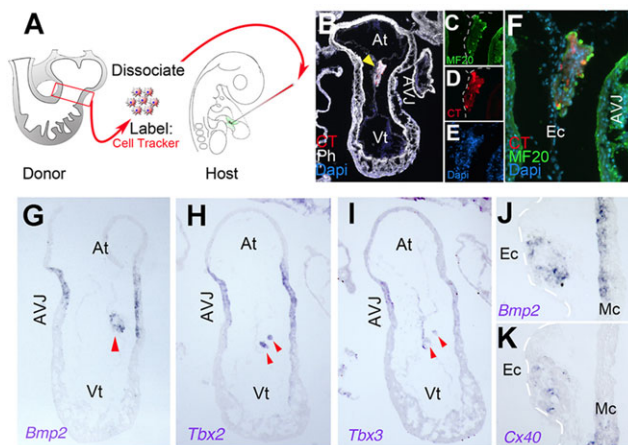 A
Dissociate
Label:
Cell Tracker
Donor
Host
B
At
AVJ
CT
Ph
Dapi
Vt
C
MF20
D
CT
E
Dapi
F
Ec
AVJ
CT
MF20
Dapi
G
At
AVJ
Vt
Bmp2
H
At
Vt
Tbx2
I
At
AVJ
Vt
Tbx3
J
Ec
Mc
Bmp2
K
Ec
Mc
Cx40